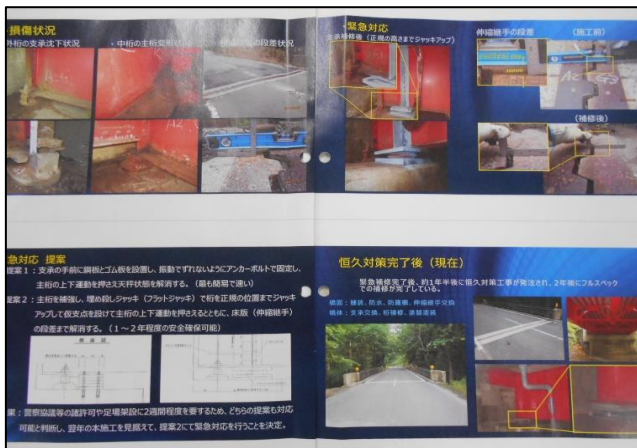 損傷状況
外桁の支承沈下状況
・中桁の主桁変形状
の段差状況
緊急対応
支承補修後（正規の高さまでジャッキアップ）
伸縮継手の段差
（施工前）
（補修後）
緊急対応 提案
提案１：支承の手前に鋼板とゴム板を設置し、振動でずれないようにアンカーボルトで固定し、
主桁の上下運動を押さえ天秤状態を解消する。（最も簡易で速い）
提案２：主桁を補強し、埋め殺しジャッキ（フラットジャッキ）で桁を正規の位置までジャッキ
アップして仮支点を設けて主桁の上下運動を押さえるとともに、床版（伸縮継手）
の段差まで解消する。（１～２年程度の安全確保可能）
果：警察協議等の諸許可や足場架設に2週間程度を要するため、どちらの提案も対応
可能と判断し、翌年の本施工を見据えて、提案2にて緊急対応を行うことを決定。
恒久対策完了後（現在）
緊急補修完了後、約1年半後に恒久対策工事が発注され、2年後にフルスペック
での補修が完了している。
橋面：舗装、防水、防護柵、伸縮継手交換
橋体：支承交換、桁補修、塗替塗装